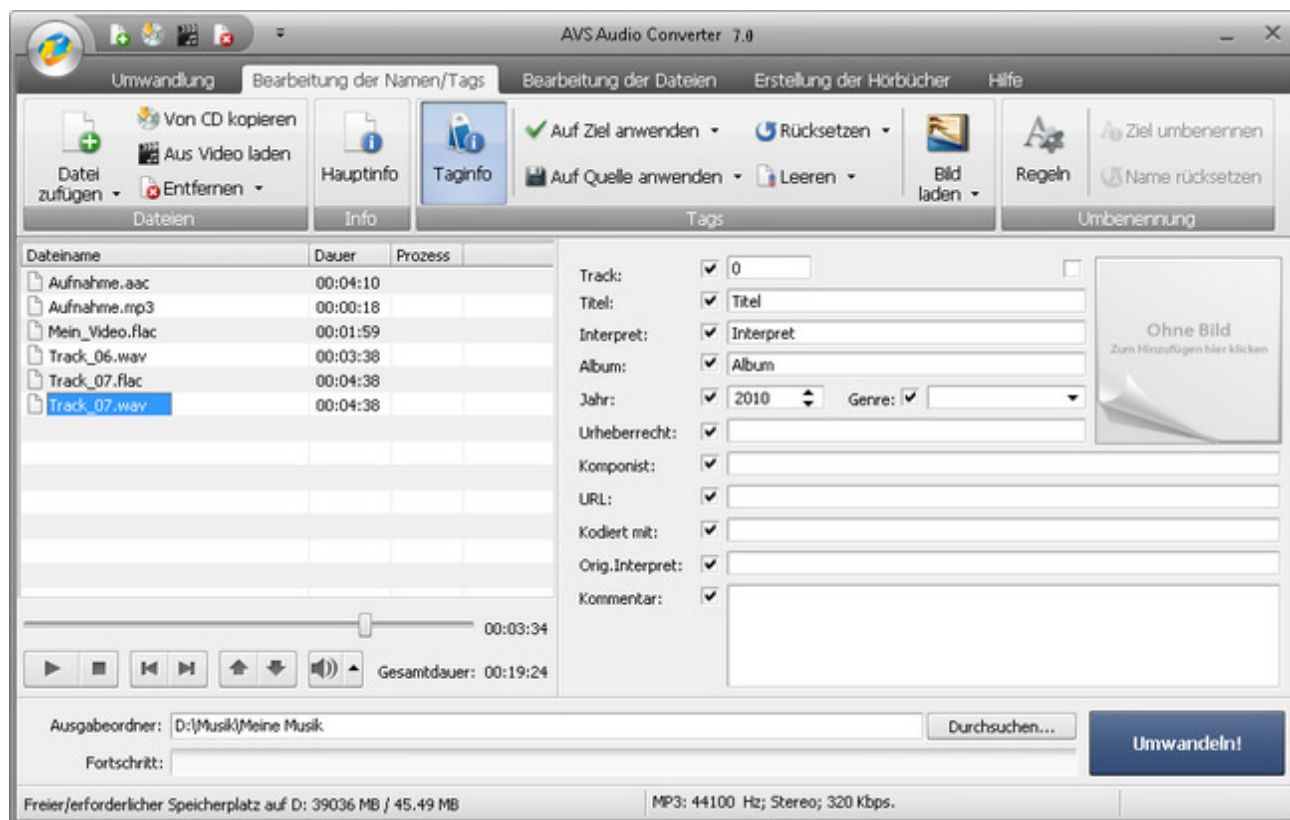 AVS Audio Converter 7.0
Umwandlung Bearbeitung der Namen/Tags Bearbeitung der Dateien Erstellung der Hörbücher Hilfe
Datei zufügen
Von CD kopieren
Aus Video laden
Entfernen
Dateien
Hauptinfo
Info
Taginfo
Auf Ziel anwenden
Auf Quelle anwenden
Rücksetzen
Leeren
Bild laden
Tags
Regeln
Ziel umbenennen
Name rücksetzen
Umbenennung
Dateiname Dauer Prozess
Aufnahme.aac 00:04:10
Aufnahme.mp3 00:00:18
Mein_Video.flac 00:01:59
Track_06.wav 00:03:38
Track_07.flac 00:04:38
Track_07.wav 00:04:38
00:03:34
Gesamtdauer: 00:19:24
Track: 0
Titel: Titel
Interpret: Interpret
Album: Album
Jahr: 2010 Genre:
Urheberrecht:
Komponist:
URL:
Kodiert mit:
Orig.Interpret:
Kommentar:
Ohne Bild
Zum Hinzufügen hier klicken
Ausgabeordner: D:\Musik\Meine Musik Durchsuchen...
Fortschritt:
Umwandeln!
Freier/erforderlicher Speicherplatz auf D: 39036 MB / 45.49 MB MP3: 44100 Hz; Stereo; 320 Kbps.